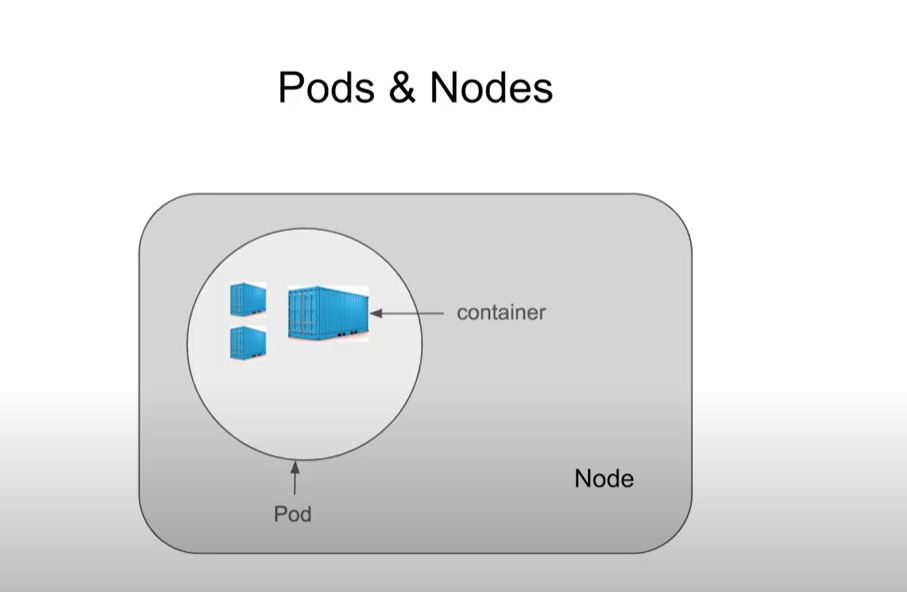 Pods & Nodes
container
Node
Pod